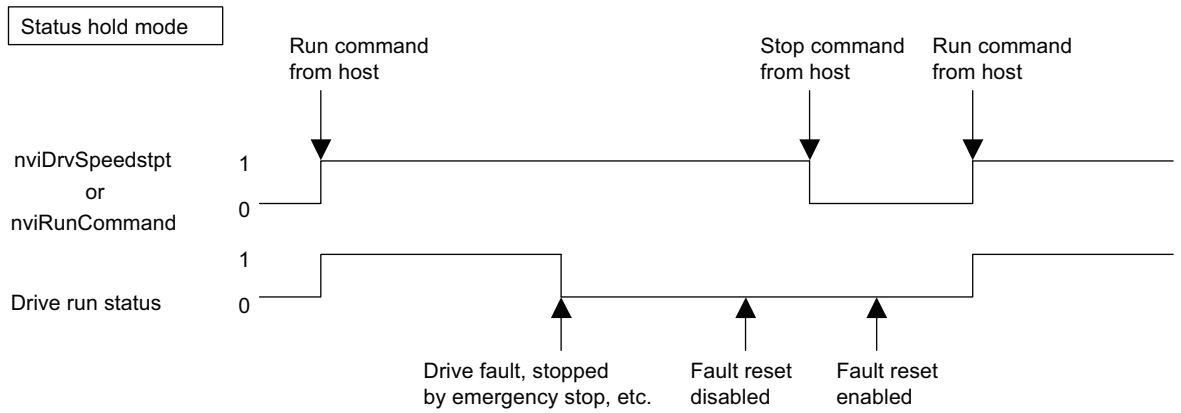 Status hold mode
Run command
from host
Stop command
from host
Run command
from host
nviDrvSpeedstpt
or
nviRunCommand
1
0
Drive run status
1
0
Drive fault, stopped
by emergency stop, etc.
Fault reset
disabled
Fault reset
enabled